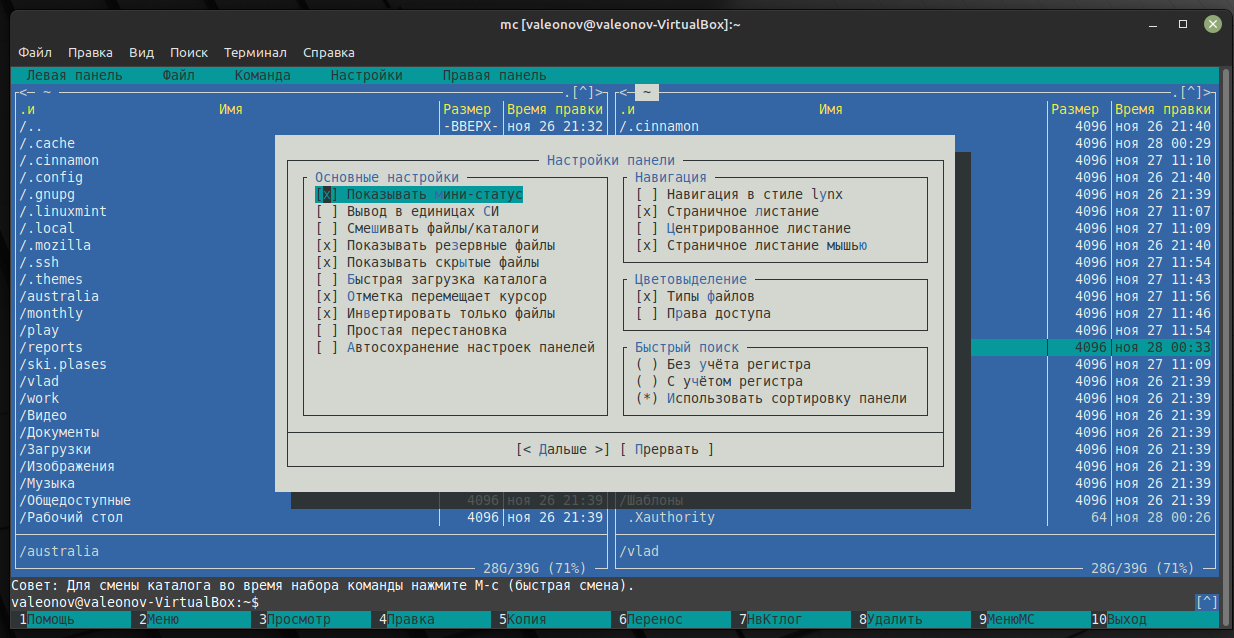 mc [valeonov@valeonov-VirtualBox]:~
Файл Правка Вид Поиск Терминал Справка
Левая панель Файл Команда Настройки Правая панель
<— ~ .[^]> <— ~ .[^]>
.и Имя Размер Время правки .и Имя Размер Время правки
/.. -ВВЕРХ- ноя 26 21:32 /.cinnamon 4096 ноя 26 21:40
/.cache 4096 ноя 28 00:29
/.cinnamon Настройки панели 4096 ноя 27 11:10
/.config Основные настройки Навигация 4096 ноя 26 21:40
/.gnupg [x] Показывать мини-статус [ ] Навигация в стиле lynx 4096 ноя 26 21:39
/.linuxmint [ ] Вывод в единицах СИ [x] Страничное листание 4096 ноя 27 11:07
/.local [ ] Смешивать файлы/каталоги [ ] Центрированное листание 4096 ноя 27 11:09
/.mozilla [x] Показывать резервные файлы [x] Страничное листание мышью 4096 ноя 26 21:40
/.ssh [x] Показывать скрытые файлы 4096 ноя 27 11:54
/.themes [ ] Быстрая загрузка каталога Цветовыделение 4096 ноя 27 11:43
/australia [x] Отметка перемещает курсор [x] Типы файлов 4096 ноя 27 11:56
/monthly [x] Инвертировать только файлы [ ] Права доступа 4096 ноя 27 11:46
/play [ ] Простая перестановка 4096 ноя 27 11:54
/reports [ ] Автосохранение настроек панелей Быстрый поиск 4096 ноя 28 00:33
/ski.plases ( ) Без учёта регистра 4096 ноя 27 11:09
/vlad ( ) С учётом регистра 4096 ноя 26 21:39
/work (*) Использовать сортировку панели 4096 ноя 26 21:39
/Видео 4096 ноя 26 21:39
/Документы 4096 ноя 26 21:39
/Загрузки [< Дальше >] [ Прервать ] 4096 ноя 26 21:39
/Изображения 4096 ноя 26 21:39
/Музыка 4096 ноя 26 21:39
/Общедоступные 4096 ноя 26 21:39 /Шаблоны 4096 ноя 26 21:39
/Рабочий стол 4096 ноя 26 21:39 .Xauthority 64 ноя 28 00:26
/australia /vlad
28G/39G (71%) 28G/39G (71%)
Совет: Для смены каталога во время набора команды нажмите M-c (быстрая смена).
valeonov@valeonov-VirtualBox:~$ [^]
1Помощь 2Меню 3Просмотр 4Правка 5Копия 6Перенос 7НвКтлог 8Удалить 9МенюMC 10Выход